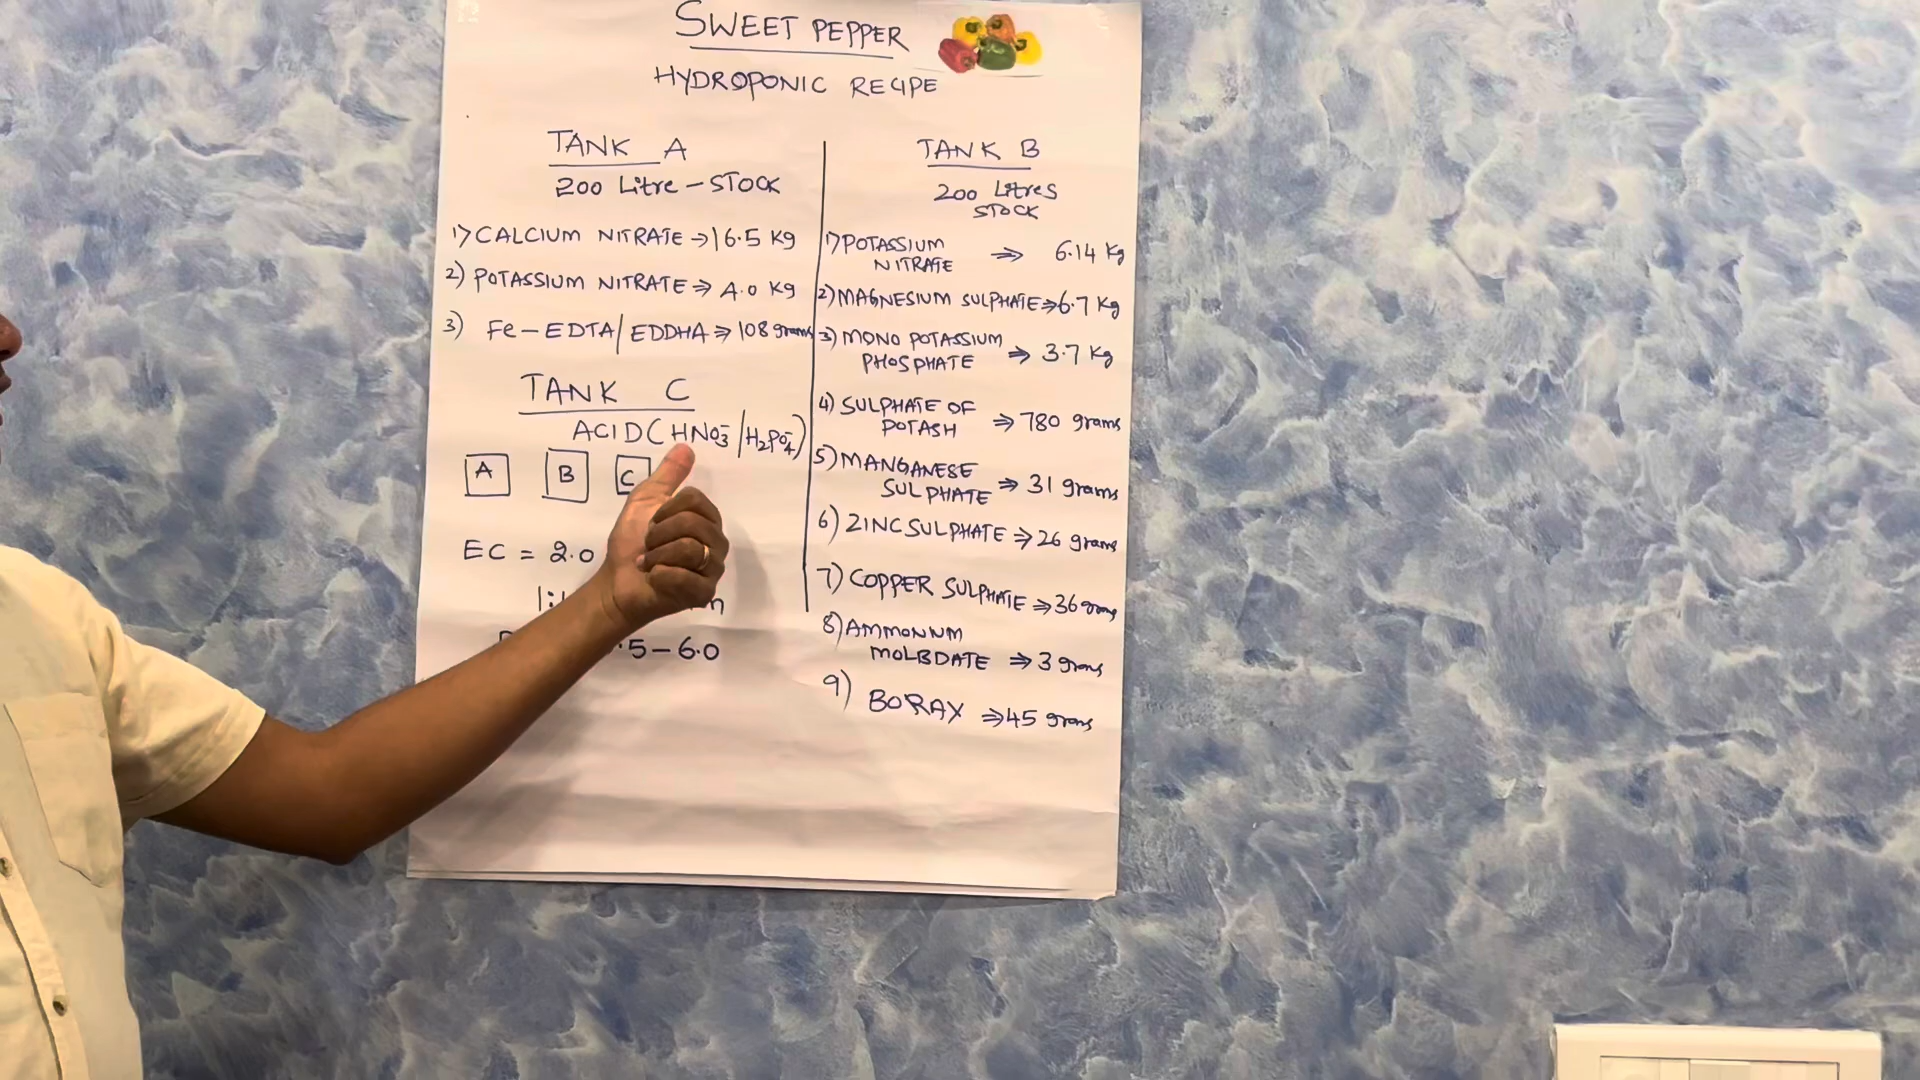 SWEET PEPPER
HYDROPONIC RECIPE
TANK A
200 Litre - STOCK
1) CALCIUM NITRATE → 16.5 Kg
2) POTASSIUM NITRATE ⇒ 4.0 Kg
3) Fe - EDTA / EDDHA ⇒ 108 grams
TANK C
ACID (HNO3⁻ / H2PO4⁻)
A B C
EC = 2.0
.5 - 6.0
TANK B
200 Litres
STOCK
1) POTASSIUM
NITRATE ⇒ 6.14 Kg
2) MAGNESIUM SULPHATE ⇒ 6.7 Kg
3) MONO POTASSIUM
PHOSPHATE ⇒ 3.7 Kg
4) SULPHATE OF
POTASH ⇒ 780 grams
5) MANGANESE
SULPHATE ⇒ 31 grams
6) ZINC SULPHATE ⇒ 26 grams
7) COPPER SULPHATE ⇒ 36 grams
8) AMMONIUM
MOLBDATE ⇒ 3 grams
9) BORAX ⇒ 45 grams